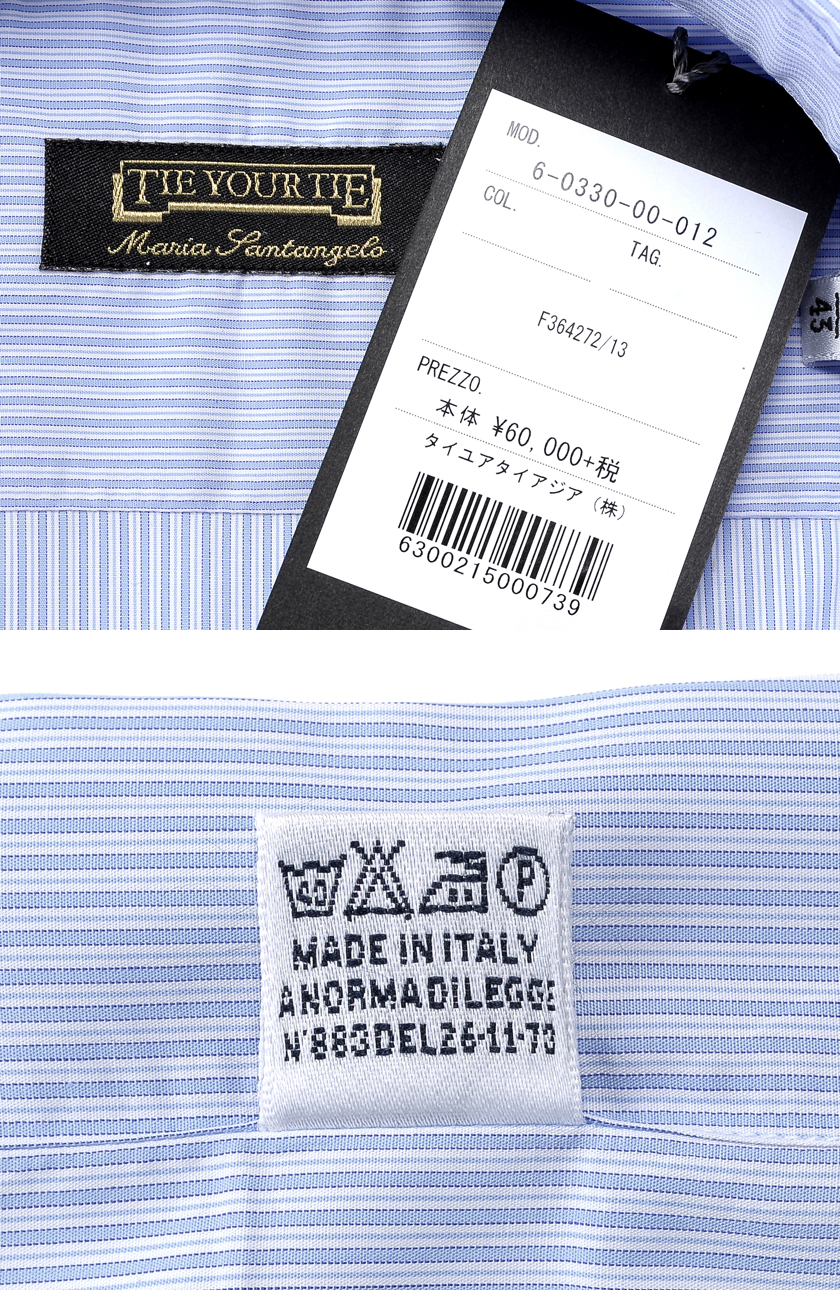 TIE YOUR TIE
Maria Santangelo
MOD.
6-0330-00-012
COL.
TAG.
F364272/13
PREZZO.
本体 ¥60,000+税
タイユアタイアジア（株）
6300215000739
43
40
P
MADE IN ITALY
A NORMA DI LEGGE
N°883 DEL 26-11-73